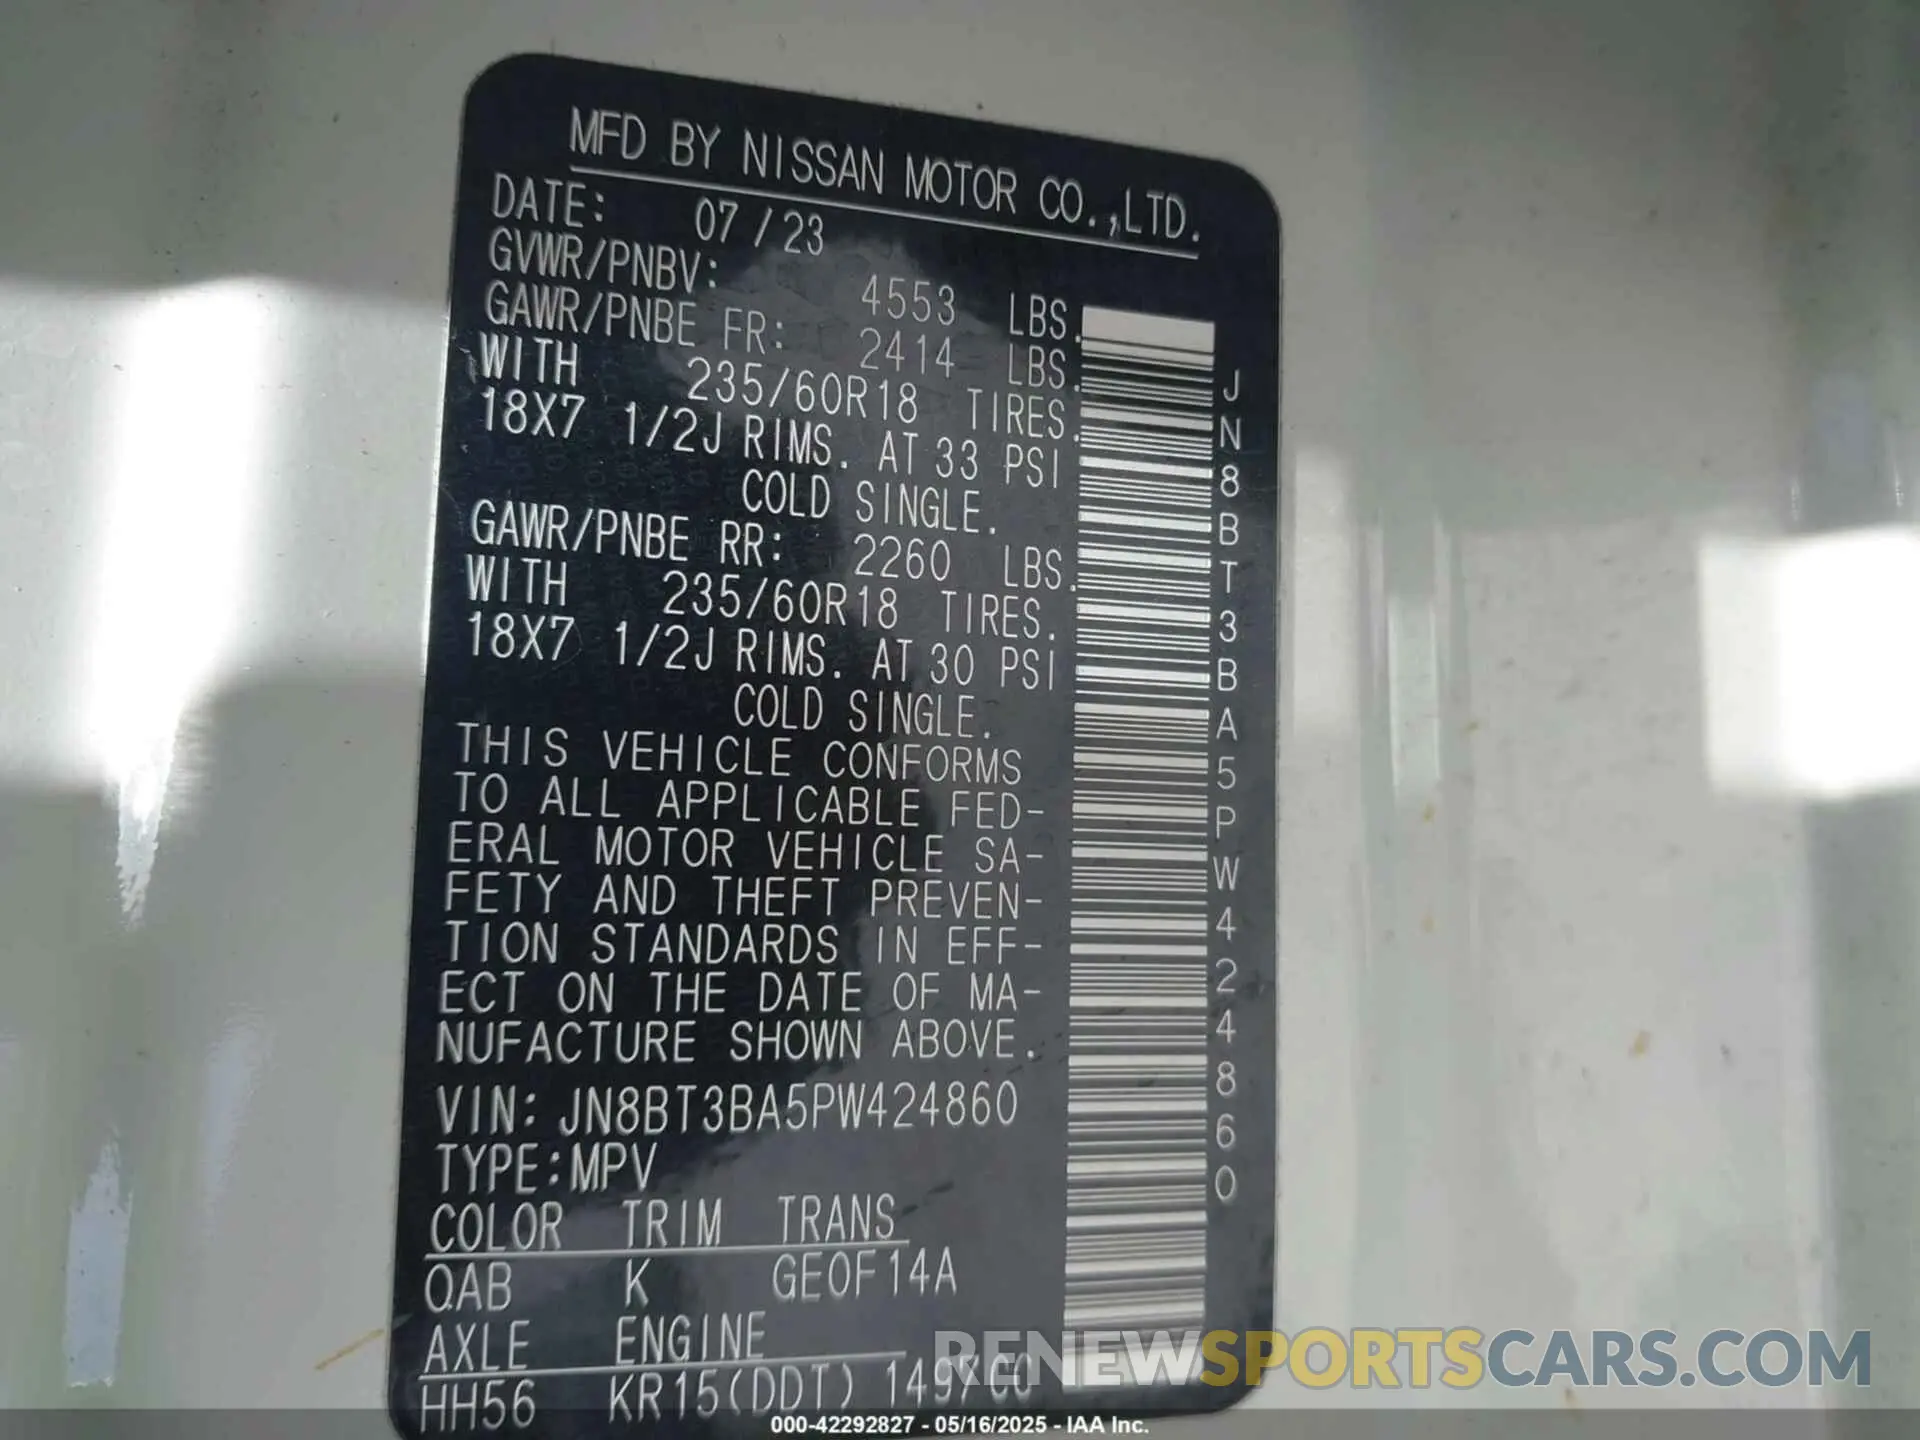 MFD BY NISSAN MOTOR CO.,LTD.
DATE: 07/23
GVWR/PNBV: 4553 LBS.
GAWR/PNBE FR: 2414 LBS.
WITH 235/60R18 TIRES.
18X7 1/2J RIMS. AT 33 PSI
COLD SINGLE.
GAWR/PNBE RR: 2260 LBS.
WITH 235/60R18 TIRES.
18X7 1/2J RIMS. AT 30 PSI
COLD SINGLE.
THIS VEHICLE CONFORMS
TO ALL APPLICABLE FED-
ERAL MOTOR VEHICLE SA-
FETY AND THEFT PREVEN-
TION STANDARDS IN EFF-
ECT ON THE DATE OF MA-
NUFACTURE SHOWN ABOVE.
VIN: JN8BT3BA5PW424860
TYPE:MPV
COLOR TRIM TRANS
QAB K GE0F14A
AXLE ENGINE
HH56 KR15(DDT) 1497CC
JN8BT3BA5PW424860
RENEWSPORTSCARS.COM
000-42292827 - 05/16/2025 - IAA Inc.